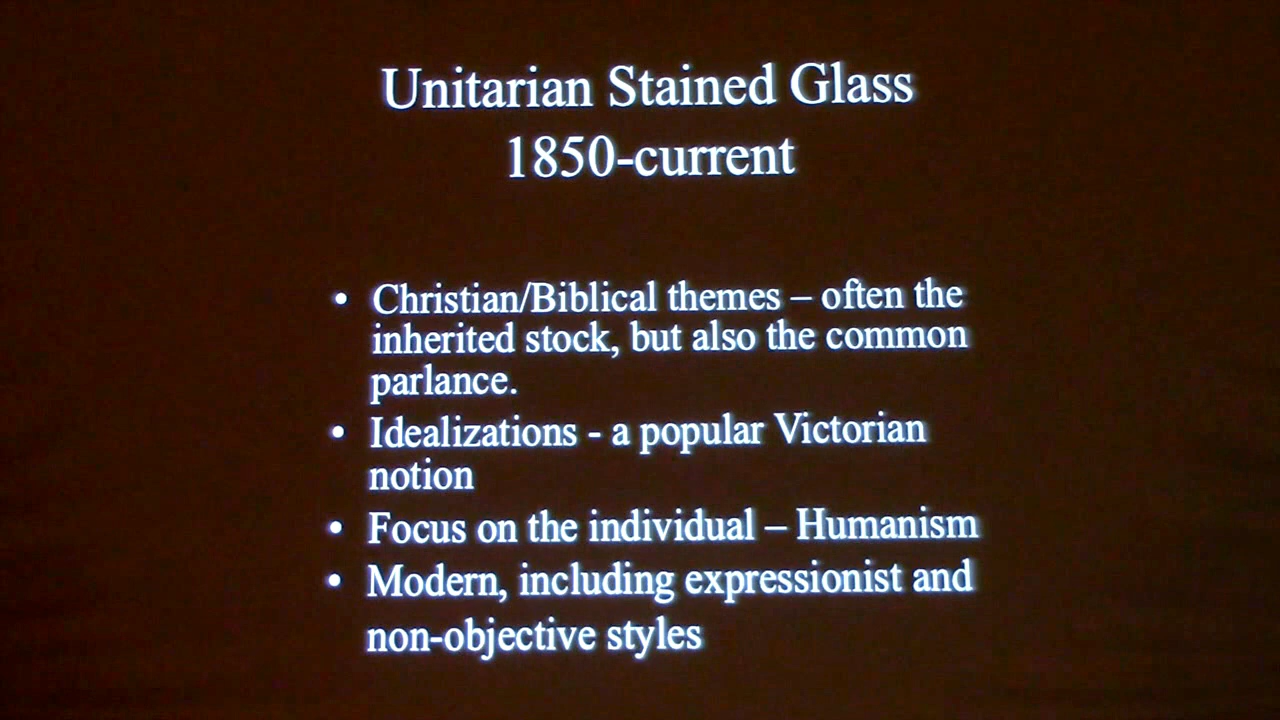 Unitarian Stained Glass
1850-current
• Christian/Biblical themes – often the
inherited stock, but also the common
parlance.
• Idealizations - a popular Victorian
notion
• Focus on the individual – Humanism
• Modern, including expressionist and
non-objective styles